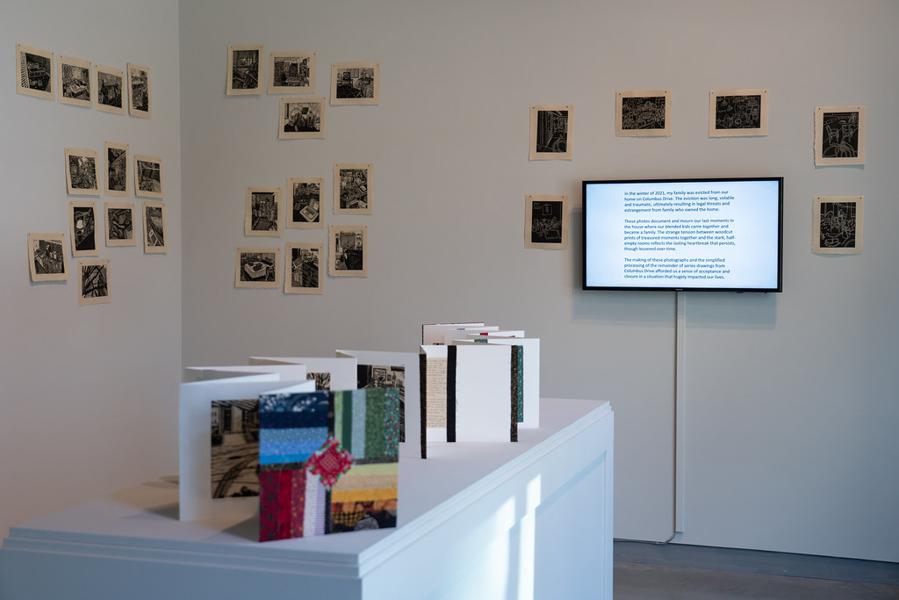 In the winter of 2021, my family was evicted from our
home on Columbus Drive. The eviction was long, volatile
and traumatic, ultimately resulting in legal threats and
estrangement from family who owned the home.
These photos document and mourn our last moments in
the house where our blended kids came together and
became a family. The strange tension between woodcut
prints of treasured moments together and the stark, half-
empty rooms reflects the lasting heartbreak that persists,
though lessened over time.
The making of these photographs and the simplified
processing of the remainder of series drawings from
Columbus Drive afforded us a sense of acceptance and
closure in a situation that hugely impacted our lives.